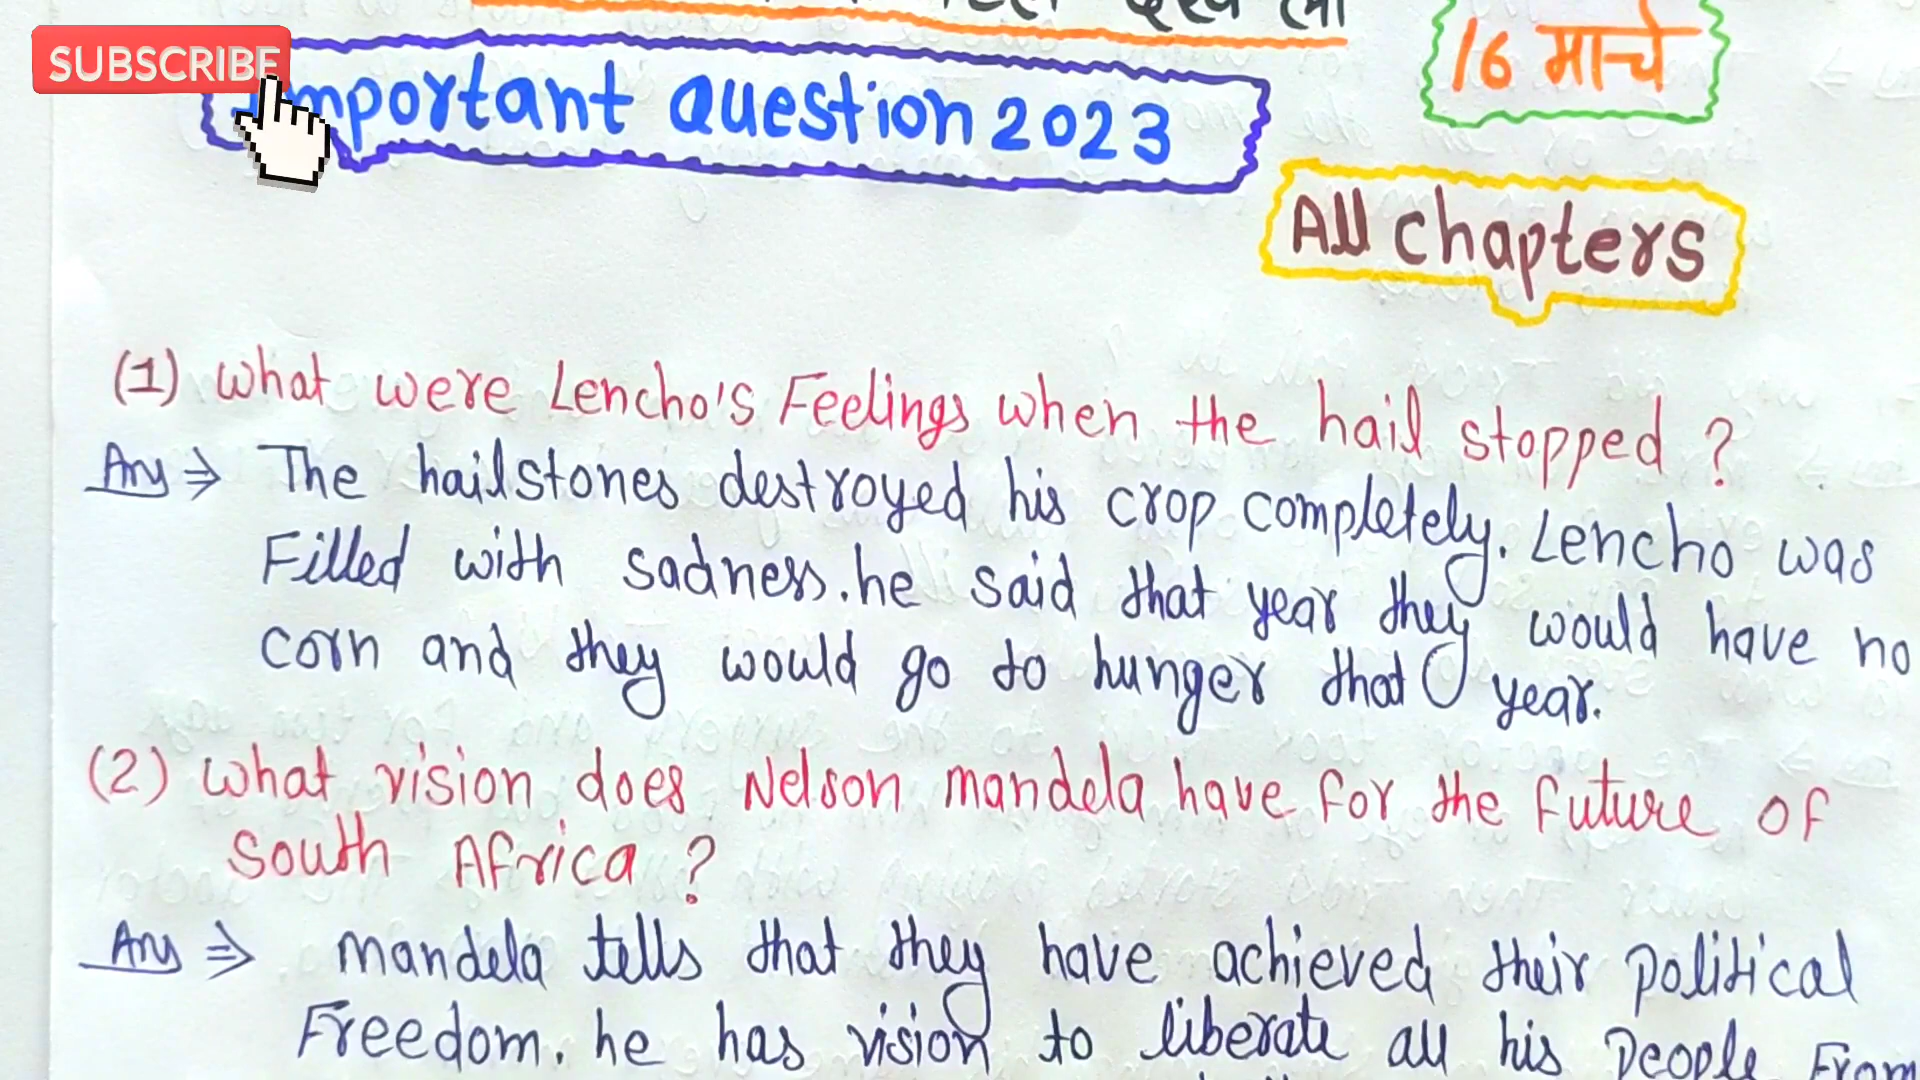 देख लो
16 मार्च
SUBSCRIBE
Important Question 2023
All chapters
(1) What were Lencho's Feelings when the hail stopped ?
Ans ⇒ The hailstones destroyed his crop completely. Lencho was
Filled with sadness. he said that year they would have no
corn and they would go to hunger that year.
(2) What vision does Nelson mandela have for the future of
South Africa ?
Ans ⇒ mandela tells that they have achieved their political
Freedom. he has vision to liberate all his people From